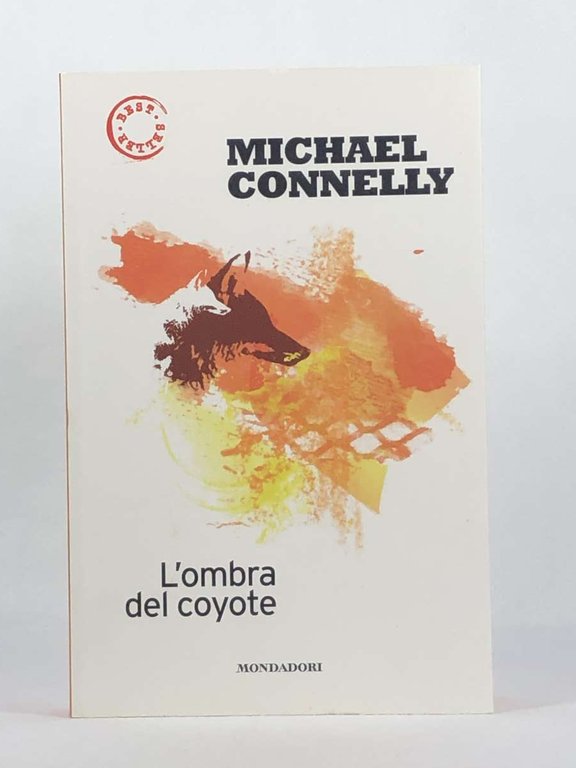 BEST • SELLER •
MICHAEL
CONNELLY
L'ombra
del coyote
MONDADORI